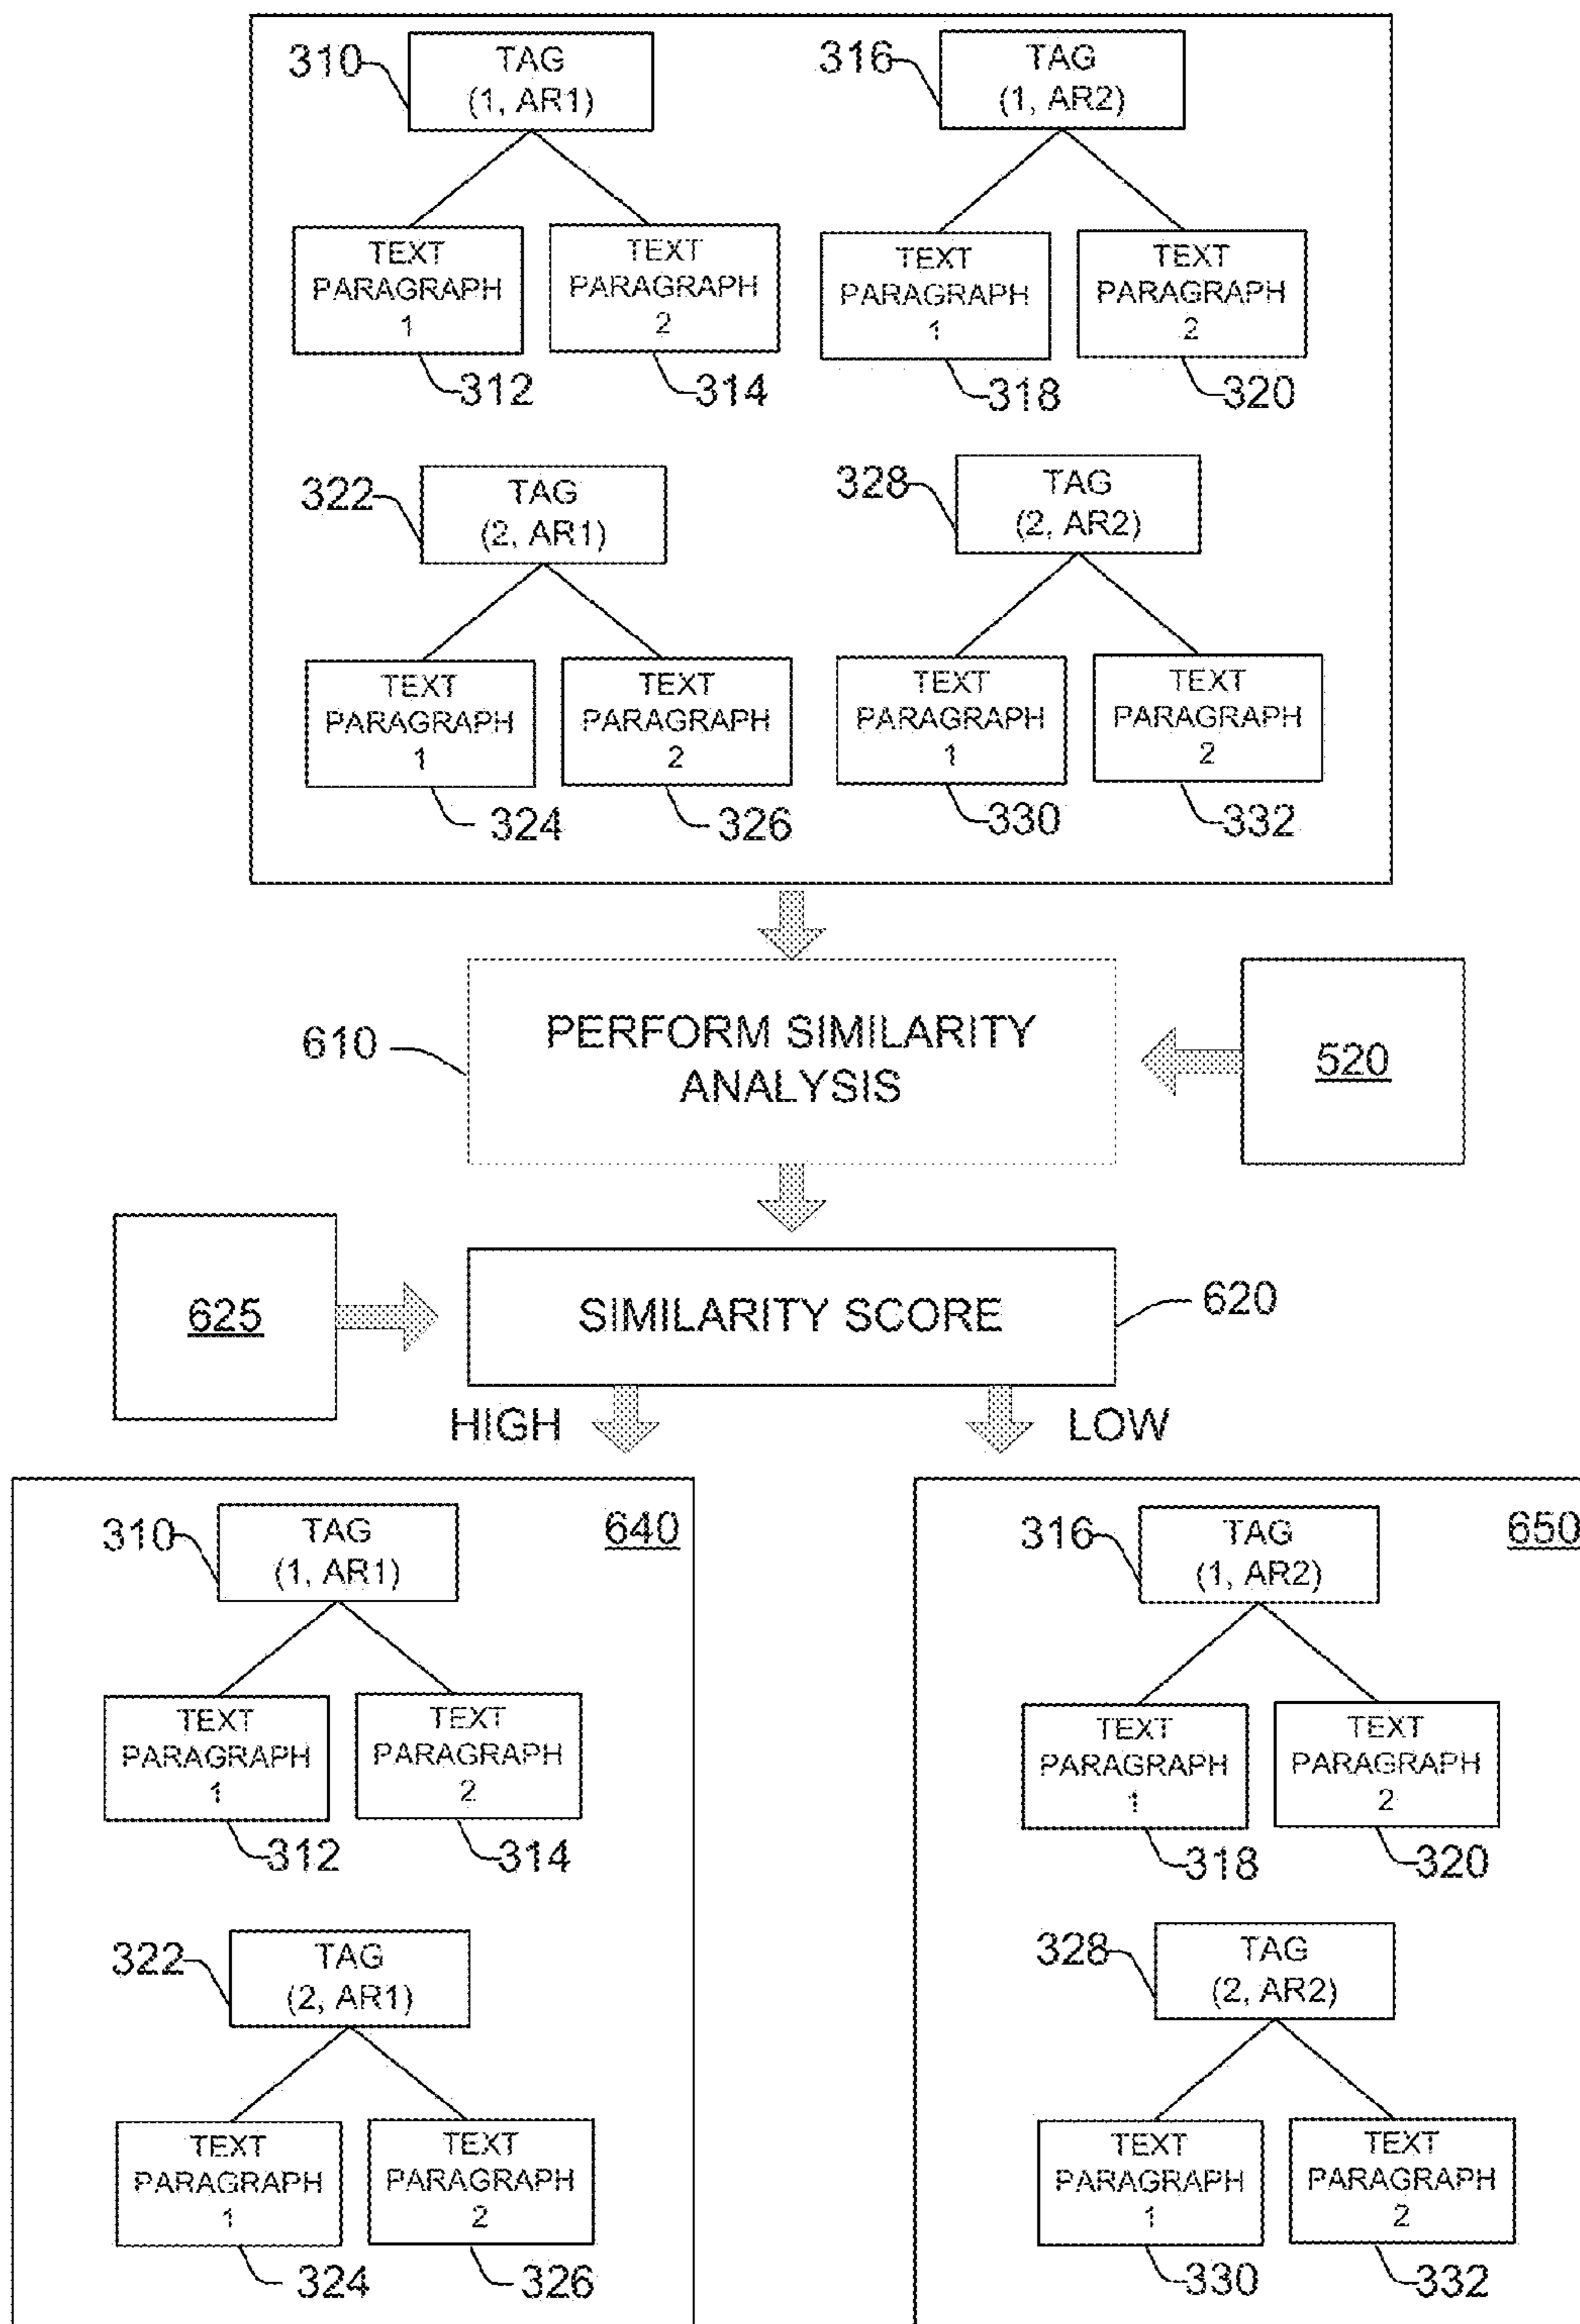 310
TAG
(1, AR1)
316
TAG
(1, AR2)
TEXT
PARAGRAPH
1
TEXT
PARAGRAPH
2
TEXT
PARAGRAPH
1
TEXT
PARAGRAPH
2
312
314
318
320
322
TAG
(2, AR1)
328
TAG
(2, AR2)
TEXT
PARAGRAPH
1
TEXT
PARAGRAPH
2
TEXT
PARAGRAPH
1
TEXT
PARAGRAPH
2
324
326
330
332
610
PERFORM SIMILARITY
ANALYSIS
520
625
SIMILARITY SCORE
620
HIGH
LOW
310
TAG
(1, AR1)
640
TEXT
PARAGRAPH
1
TEXT
PARAGRAPH
2
312
314
322
TAG
(2, AR1)
TEXT
PARAGRAPH
1
TEXT
PARAGRAPH
2
324
326
316
TAG
(1, AR2)
650
TEXT
PARAGRAPH
1
TEXT
PARAGRAPH
2
318
320
328
TAG
(2, AR2)
TEXT
PARAGRAPH
1
TEXT
PARAGRAPH
2
330
332